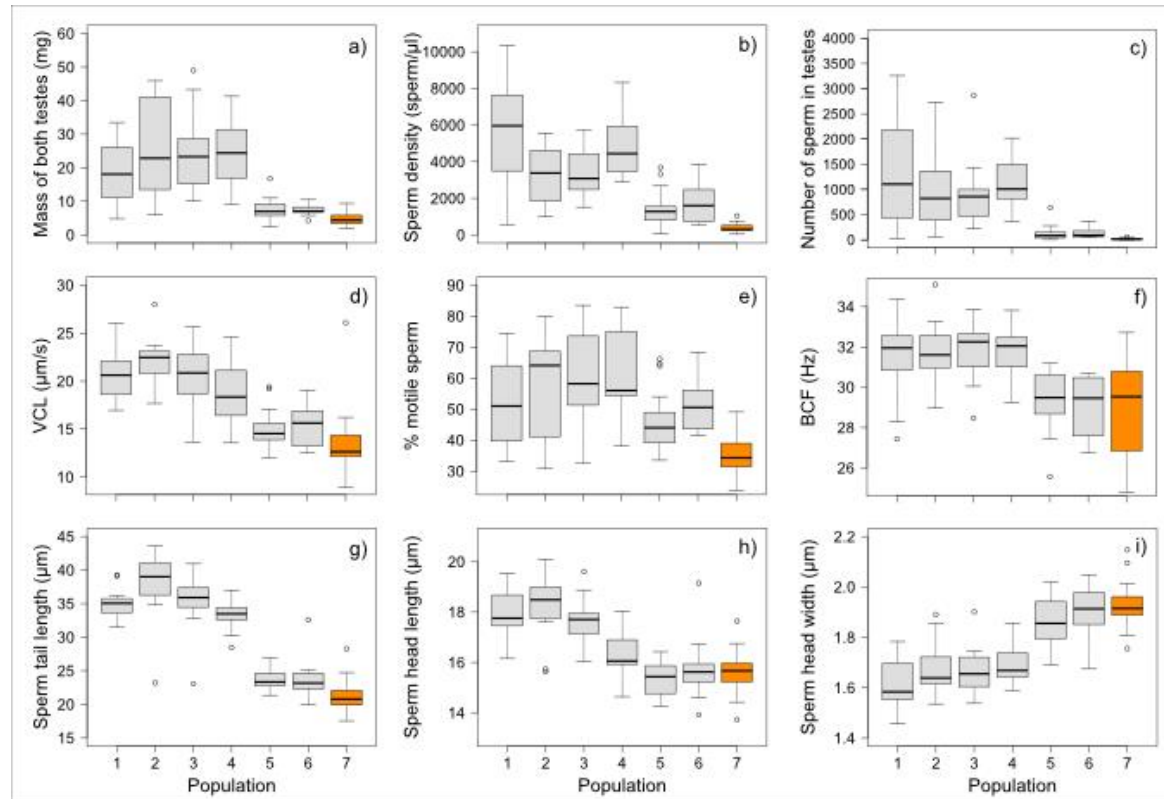 a)
Mass of both testes (mg)
60
50
40
30
20
10
0
b)
Sperm density (sperm/µl)
10000
8000
6000
4000
2000
0
c)
Number of sperm in testes
4000
3500
3000
2500
2000
1500
1000
500
0
d)
VCL (µm/s)
30
25
20
15
10
e)
% motile sperm
90
80
70
60
50
40
30
f)
BCF (Hz)
34
32
30
28
26
g)
Sperm tail length (µm)
45
40
35
30
25
20
15
1 2 3 4 5 6 7
Population
h)
Sperm head length (µm)
20
18
16
14
1 2 3 4 5 6 7
Population
i)
Sperm head width (µm)
2.2
2.0
1.8
1.6
1.4
1 2 3 4 5 6 7
Population